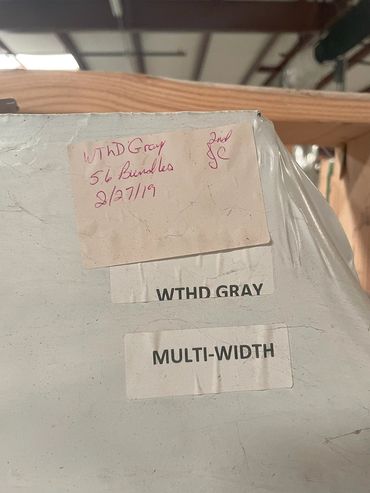 WTHD Gray 2nd
56 Bundles JC
2/27/19
WTHD GRAY
MULTI-WIDTH